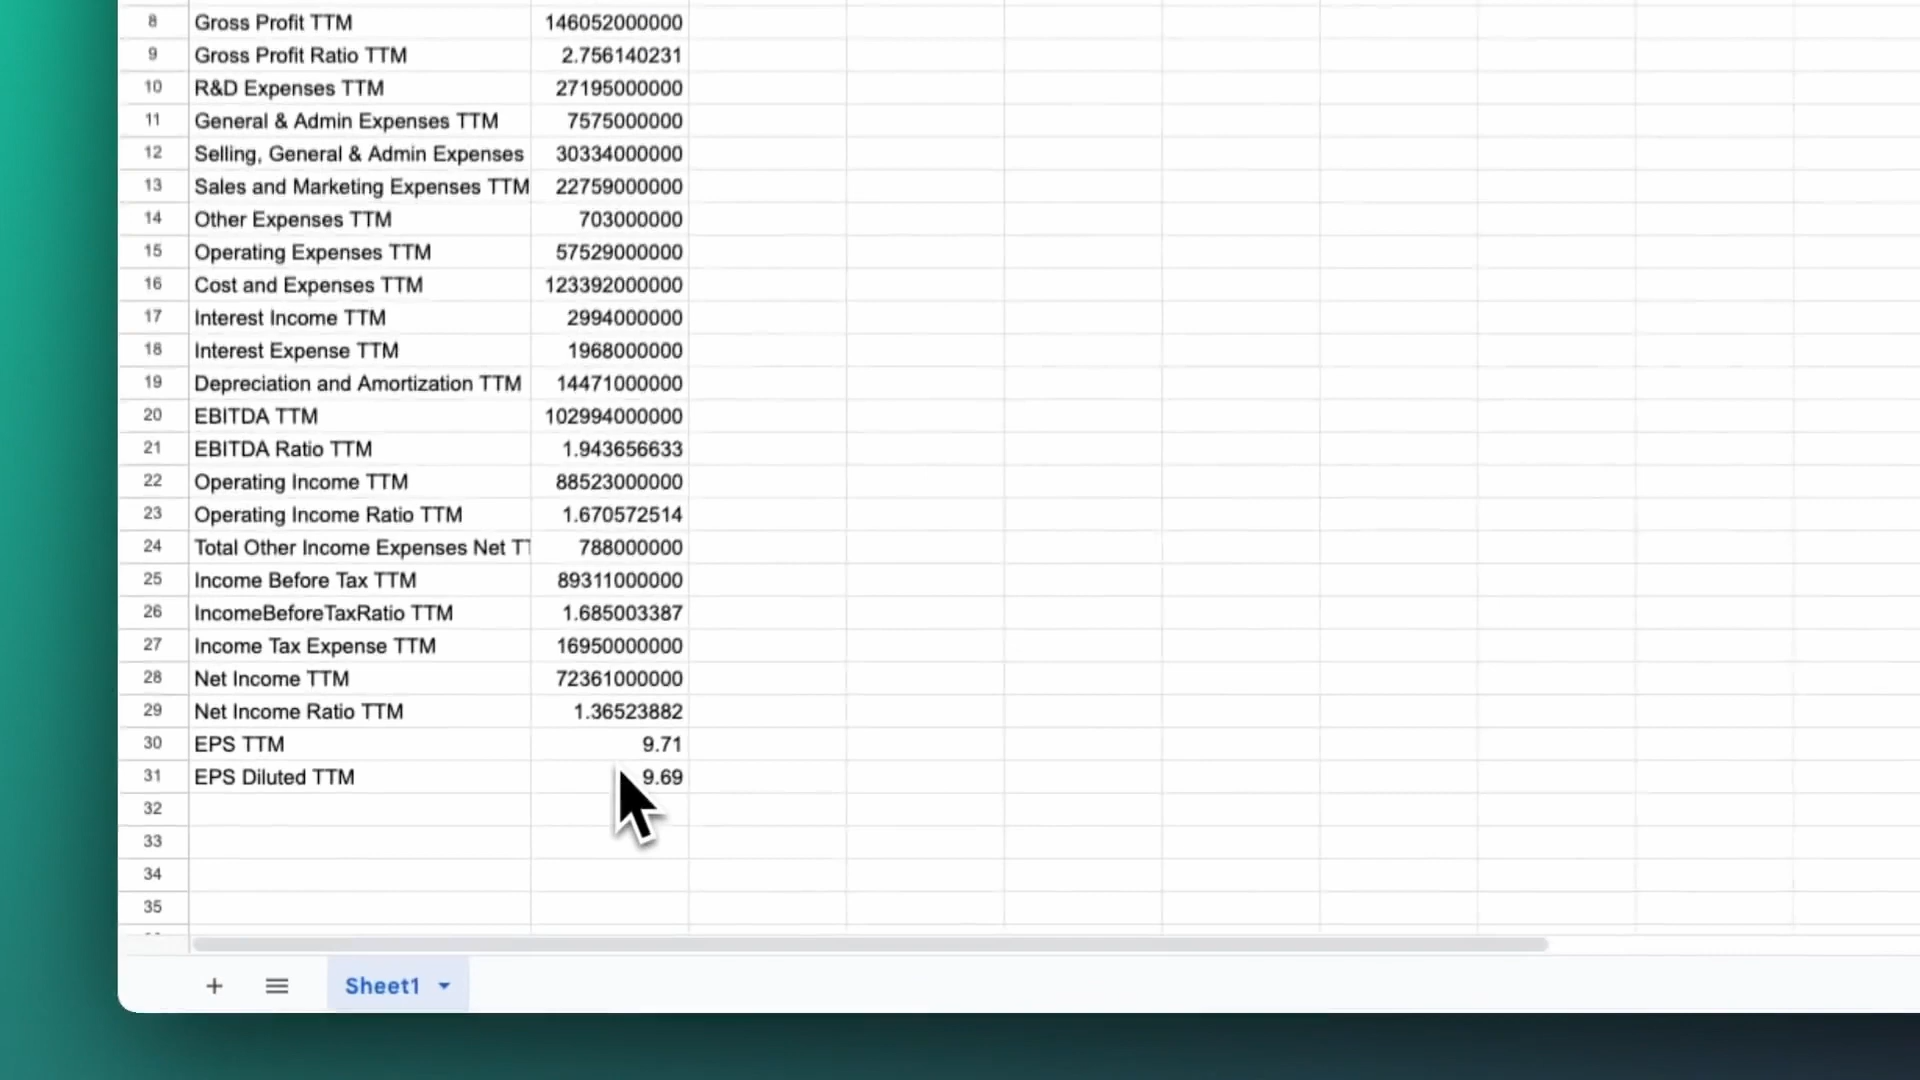 8 Gross Profit TTM 146052000000
9 Gross Profit Ratio TTM 2.756140231
10 R&D Expenses TTM 27195000000
11 General & Admin Expenses TTM 7575000000
12 Selling, General & Admin Expenses 30334000000
13 Sales and Marketing Expenses TTM 22759000000
14 Other Expenses TTM 703000000
15 Operating Expenses TTM 57529000000
16 Cost and Expenses TTM 123392000000
17 Interest Income TTM 2994000000
18 Interest Expense TTM 1968000000
19 Depreciation and Amortization TTM 14471000000
20 EBITDA TTM 102994000000
21 EBITDA Ratio TTM 1.943656633
22 Operating Income TTM 88523000000
23 Operating Income Ratio TTM 1.670572514
24 Total Other Income Expenses Net TT 788000000
25 Income Before Tax TTM 89311000000
26 IncomeBeforeTaxRatio TTM 1.685003387
27 Income Tax Expense TTM 16950000000
28 Net Income TTM 72361000000
29 Net Income Ratio TTM 1.36523882
30 EPS TTM 9.71
31 EPS Diluted TTM 9.69
32
33
34
35
Sheet1